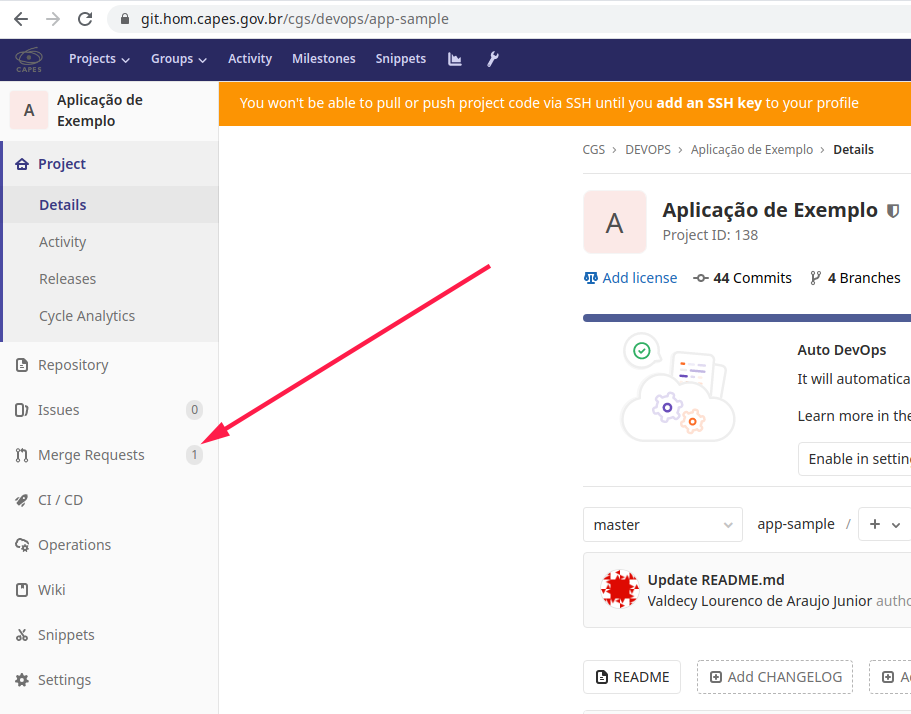 git.hom.capes.gov.br/cgs/devops/app-sample
CAPES
Projects Groups Activity Milestones Snippets
A
Aplicação de
Exemplo
You won't be able to pull or push project code via SSH until you add an SSH key to your profile
Project
Details
Activity
Releases
Cycle Analytics
Repository
Issues 0
Merge Requests 1
CI / CD
Operations
Wiki
Snippets
Settings
CGS > DEVOPS > Aplicação de Exemplo > Details
A
Aplicação de Exemplo
Project ID: 138
Add license 44 Commits 4 Branches
Auto DevOps
It will automatica
Learn more in the
Enable in settin
master app-sample / +
Update README.md
Valdecy Lourenco de Araujo Junior autho
README Add CHANGELOG A